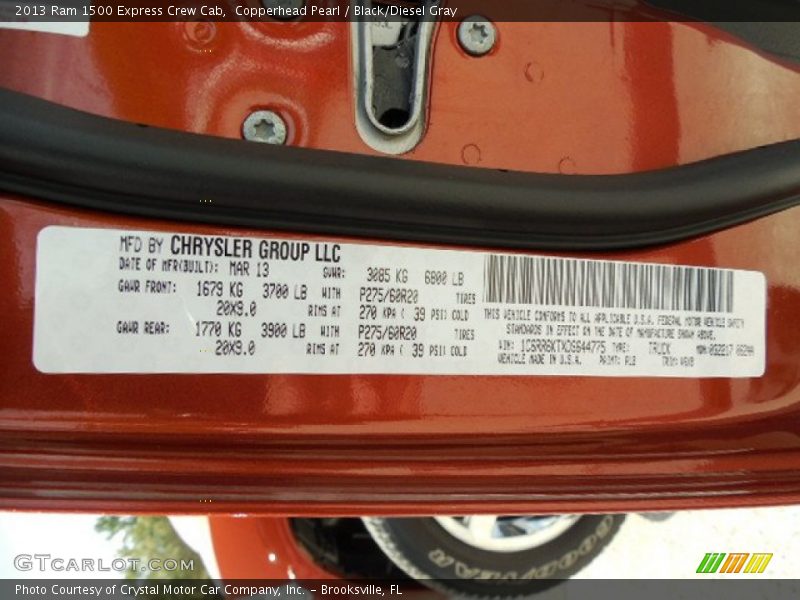 2013 Ram 1500 Express Crew Cab, Copperhead Pearl / Black/Diesel Gray
MFD BY CHRYSLER GROUP LLC
DATE OF MFR(BUILT): MAR 13 GVWR: 3085 KG 6800 LB
GAWR FRONT: 1679 KG 3700 LB WITH P275/60R20 TIRES
20X9.0 RIMS AT 270 KPA ( 39 PSI) COLD
GAWR REAR: 1770 KG 3900 LB WITH P275/60R20 TIRES
20X9.0 RIMS AT 270 KPA ( 39 PSI) COLD
THIS VEHICLE CONFORMS TO ALL APPLICABLE U.S.A. FEDERAL MOTOR VEHICLE SAFETY
STANDARDS IN EFFECT ON THE DATE OF MANUFACTURE SHOWN ABOVE.
VIN: TYPE: TRUCK MDH:
VEHICLE MADE IN U.S.A. PAINT: TRIM:
GOODYEAR
GTCarLot.com
Photo Courtesy of Crystal Motor Car Company, Inc. - Brooksville, FL